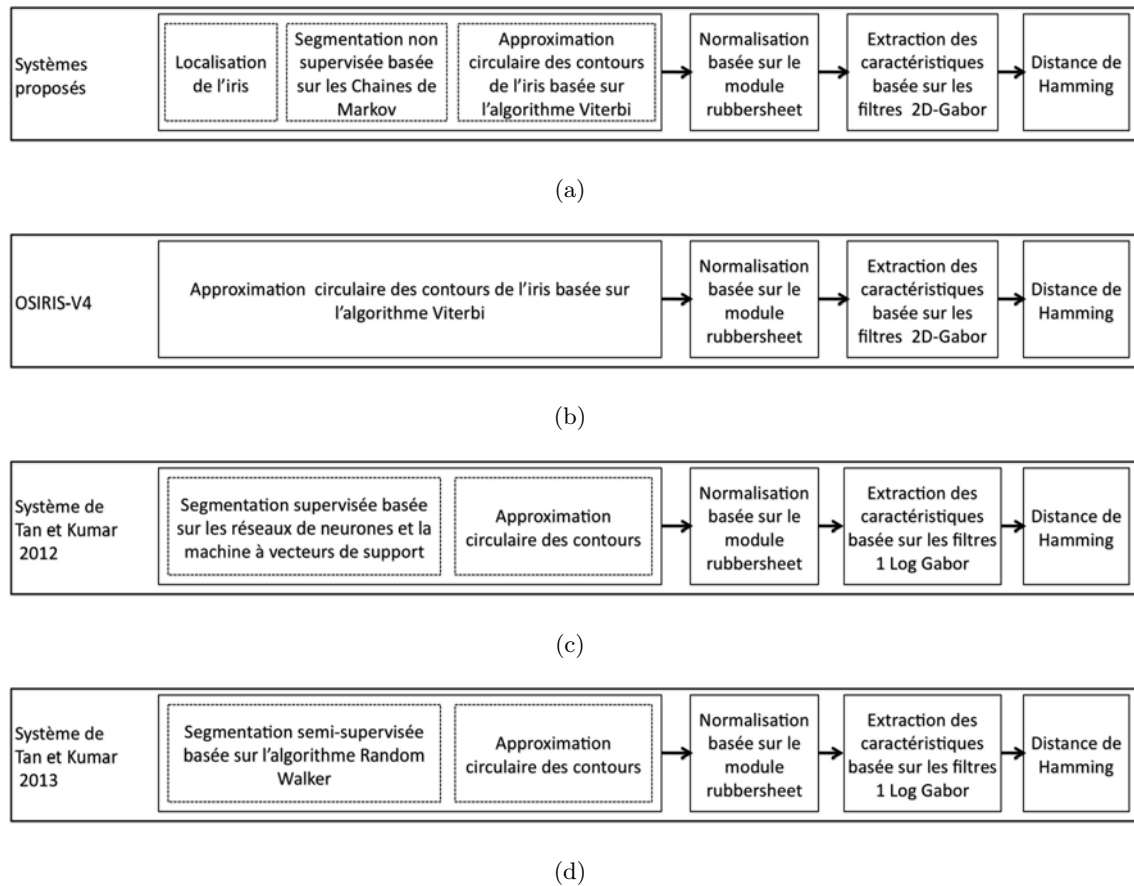 Systèmes
proposés
Localisation
de l'iris
Segmentation non
supervisée basée
sur les Chaines de
Markov
Approximation
circulaire des contours
de l'iris basée sur
l'algorithme Viterbi
Normalisation
basée sur le
module
rubbersheet
Extraction des
caractéristiques
basée sur les
filtres 2D-Gabor
Distance de
Hamming
(a)
OSIRIS-V4
Approximation circulaire des contours de l'iris basée sur
l'algorithme Viterbi
Normalisation
basée sur le
module
rubbersheet
Extraction des
caractéristiques
basée sur les
filtres 2D-Gabor
Distance de
Hamming
(b)
Système de
Tan et Kumar
2012
Segmentation supervisée basée
sur les réseaux de neurones et la
machine à vecteurs de support
Approximation
circulaire des contours
Normalisation
basée sur le
module
rubbersheet
Extraction des
caractéristiques
basée sur les filtres
1 Log Gabor
Distance de
Hamming
(c)
Système de
Tan et Kumar
2013
Segmentation semi-supervisée
basée sur l'algorithme Random
Walker
Approximation
circulaire des contours
Normalisation
basée sur le
module
rubbersheet
Extraction des
caractéristiques
basée sur les filtres
1 Log Gabor
Distance de
Hamming
(d)